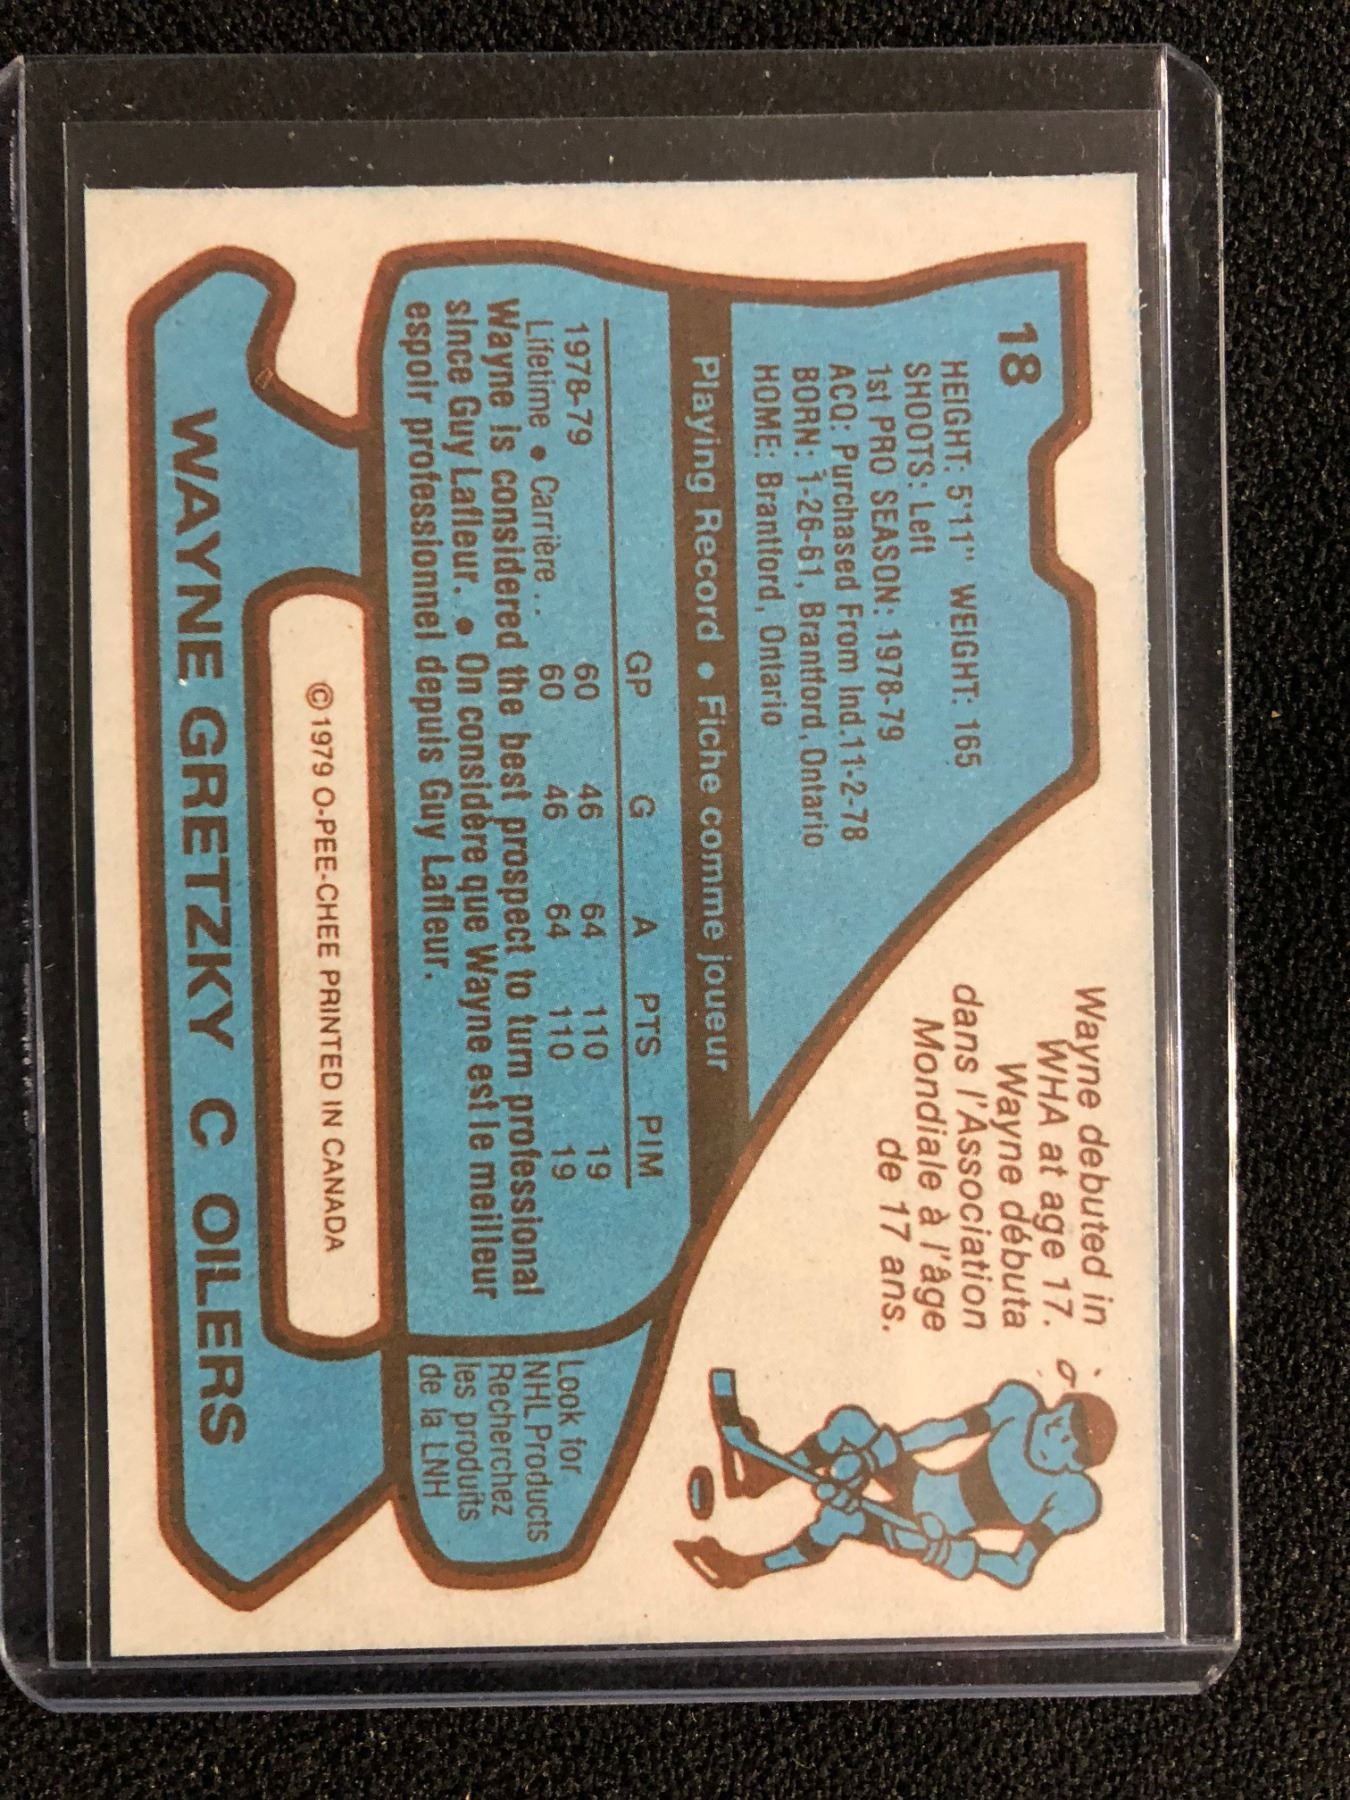 18
HEIGHT: 5'11" WEIGHT: 165
SHOOTS: Left
1st PRO SEASON: 1978-79
ACQ: Purchased From Ind.11-2-78
BORN: 1-26-61, Brantford, Ontario
HOME: Brantford, Ontario
Wayne debuted in
WHA at age 17.
Wayne débuta
dans l'Association
Mondiale à l'âge
de 17 ans.
Playing Record • Fiche comme joueur
GP G A PTS PIM
1978-79 60 46 64 110 19
Lifetime • Carrière.. 60 46 64 110 19
Wayne is considered the best prospect to turn professional
since Guy Lafleur. • On considère que Wayne est le meilleur
espoir professionnel depuis Guy Lafleur.
Look for
NHL Products
Recherchez
les produits
de la LNH
© 1979 O-PEE-CHEE PRINTED IN CANADA
WAYNE GRETZKY C OILERS